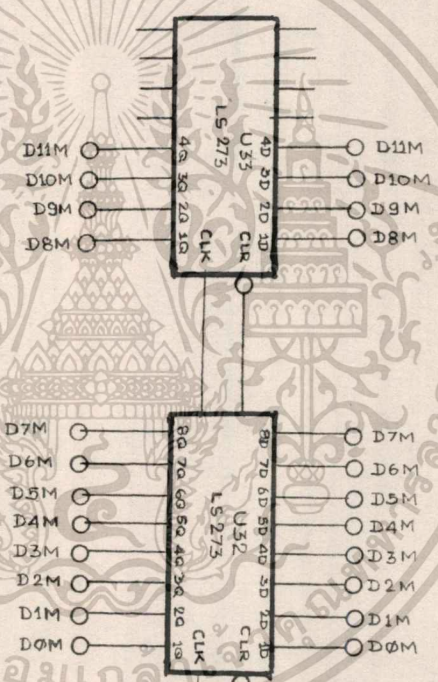 LS 273
U33
4Q
3Q
2Q
1Q
CLK
CLR
4D
3D
2D
1D
D11M
D10M
D9M
D8M
D11M
D10M
D9M
D8M
LS 273
U32
8Q
7Q
6Q
5Q
4Q
3Q
2Q
1Q
CLK
CLR
8D
7D
6D
5D
4D
3D
2D
1D
D7M
D6M
D5M
D4M
D3M
D2M
D1M
DØM
D7M
D6M
D5M
D4M
D3M
D2M
D1M
DØM